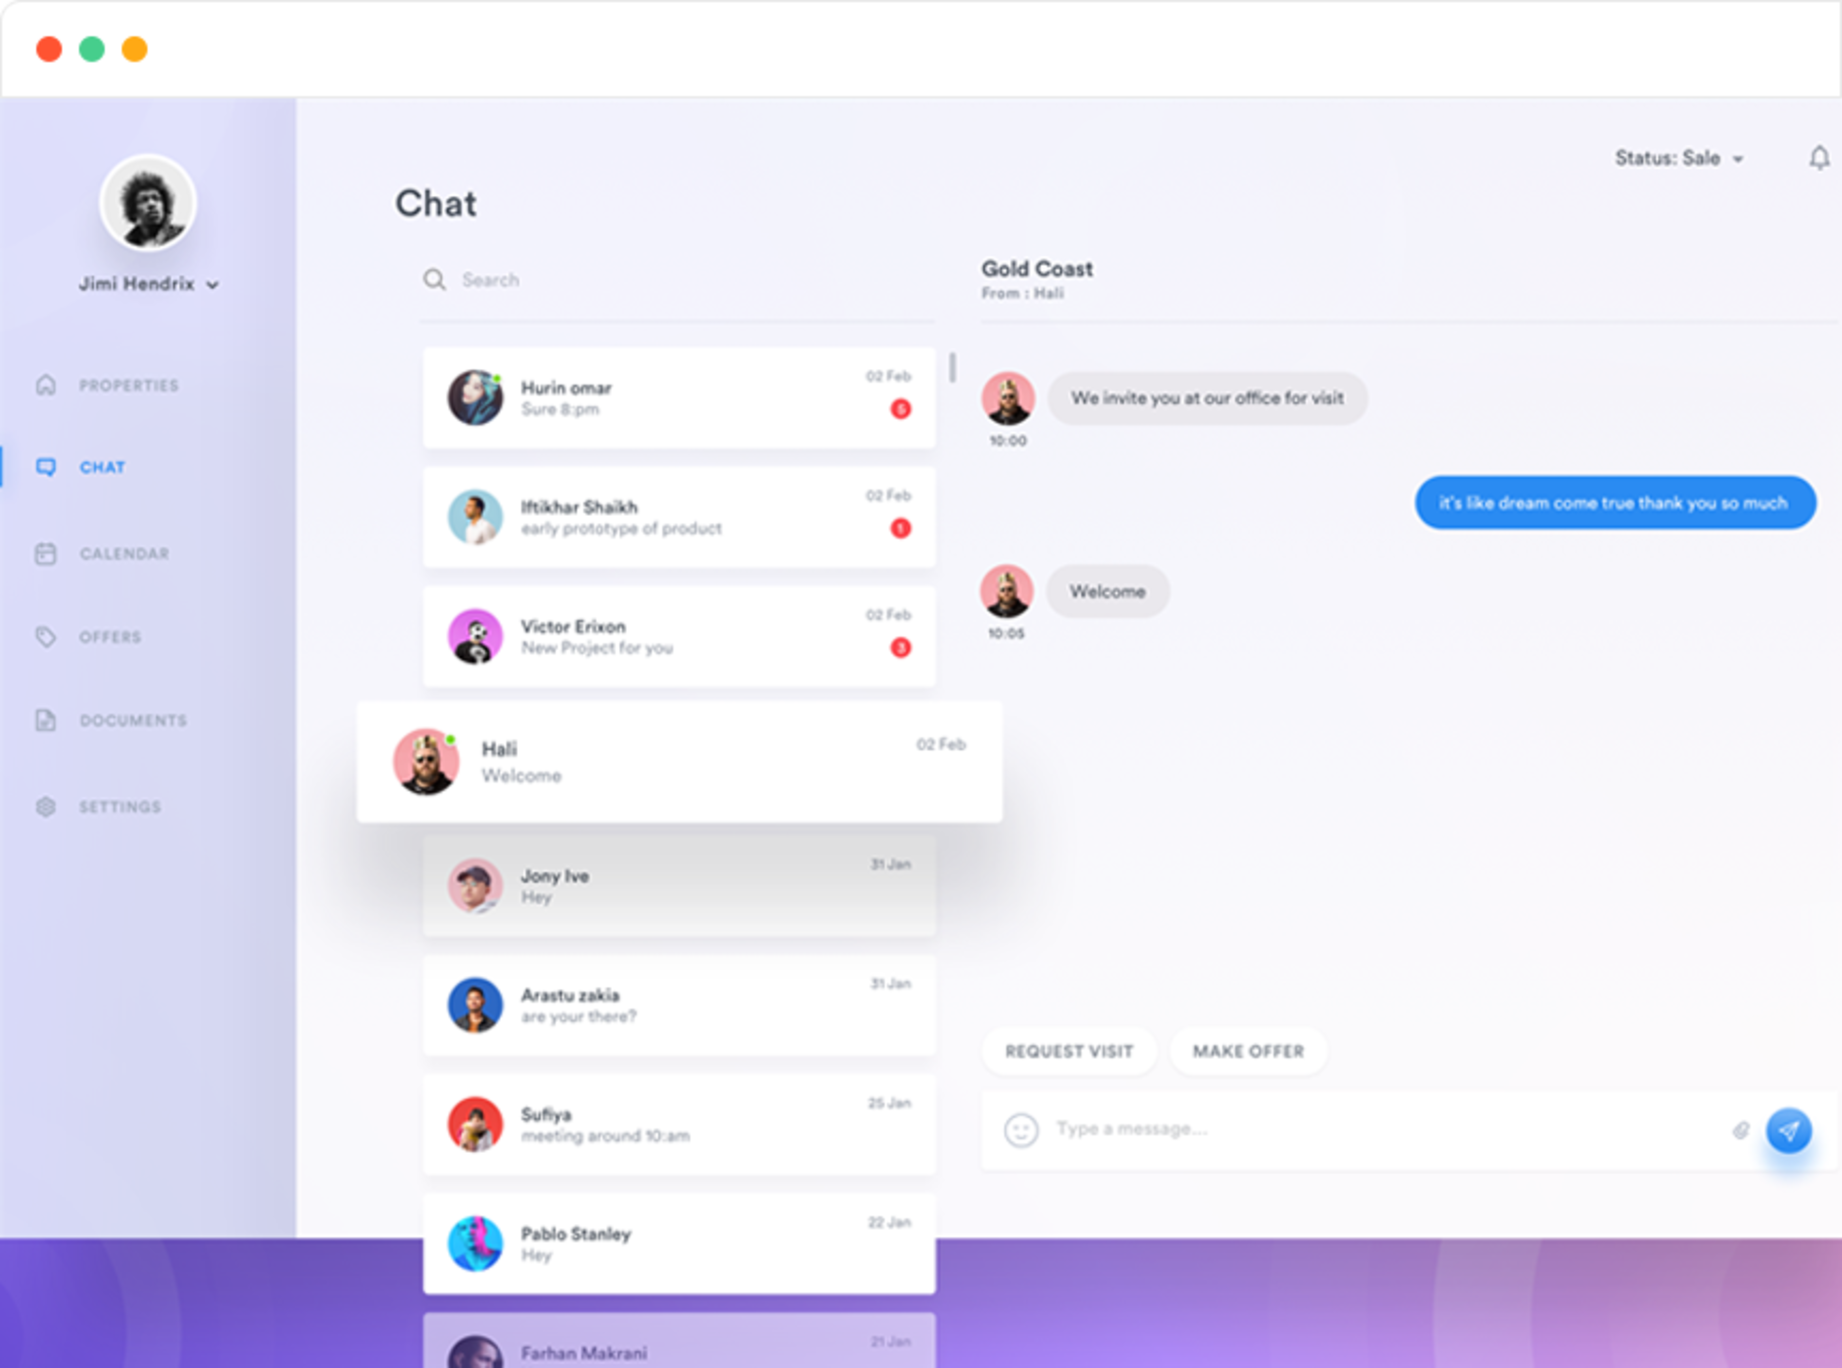 Status: Sale
Chat
Jimi Hendrix
PROPERTIES
CHAT
CALENDAR
OFFERS
DOCUMENTS
SETTINGS
Search
Hurin omar
02 Feb
Sure 8:pm
5
Iftikhar Shaikh
02 Feb
early prototype of product
1
Victor Erixon
02 Feb
New Project for you
3
Hali
02 Feb
Welcome
Jony Ive
31 Jan
Hey
Arastu zakia
31 Jan
are your there?
Sufiya
25 Jan
meeting around 10:am
Pablo Stanley
22 Jan
Hey
Farhan Makrani
21 Jan
Gold Coast
From : Hali
We invite you at our office for visit
10:00
it's like dream come true thank you so much
Welcome
10:05
REQUEST VISIT
MAKE OFFER
Type a message...